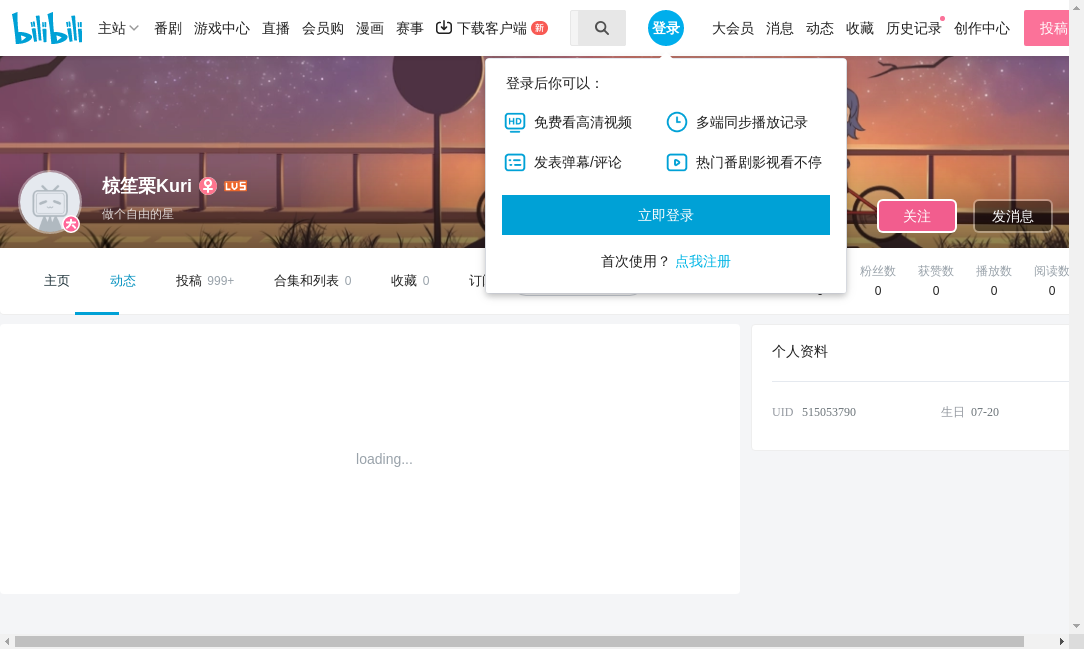 bilibili 主站 番剧 游戏中心 直播 会员购 漫画 赛事 下载客户端 新 登录 大会员 消息 动态 收藏 历史记录 创作中心 投稿
登录后你可以：
HD 免费看高清视频 多端同步播放记录
发表弹幕/评论 热门番剧影视看不停
立即登录
首次使用？ 点我注册
椋笙栗Kuri LV5
大
做个自由的星
关注 发消息
主页 动态 投稿 999+ 合集和列表 0 收藏 0
粉丝数 获赞数 播放数 阅读数
0 0 0 0
loading...
个人资料
UID 515053790 生日 07-20